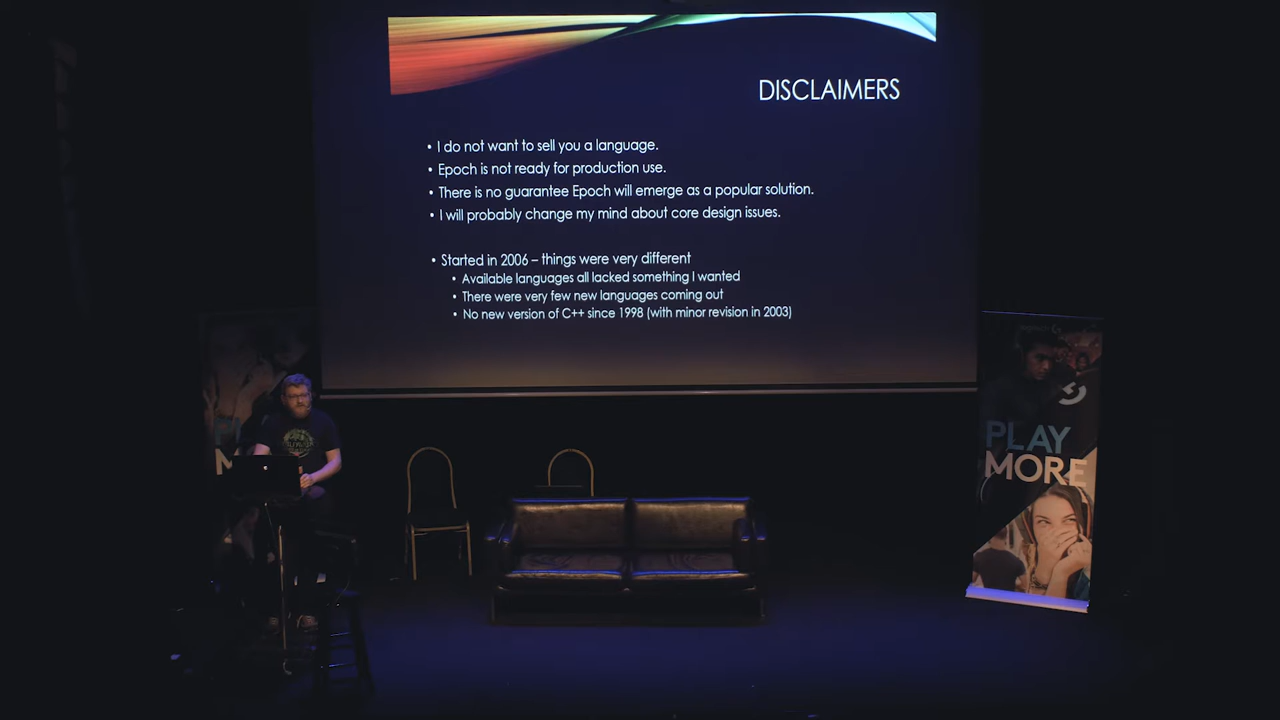 DISCLAIMERS
• I do not want to sell you a language.
• Epoch is not ready for production use.
• There is no guarantee Epoch will emerge as a popular solution.
• I will probably change my mind about core design issues.
• Started in 2006 – things were very different
• Available languages all lacked something I wanted
• There were very few new languages coming out
• No new version of C++ since 1998 (with minor revision in 2003)
PLAY
MORE
M